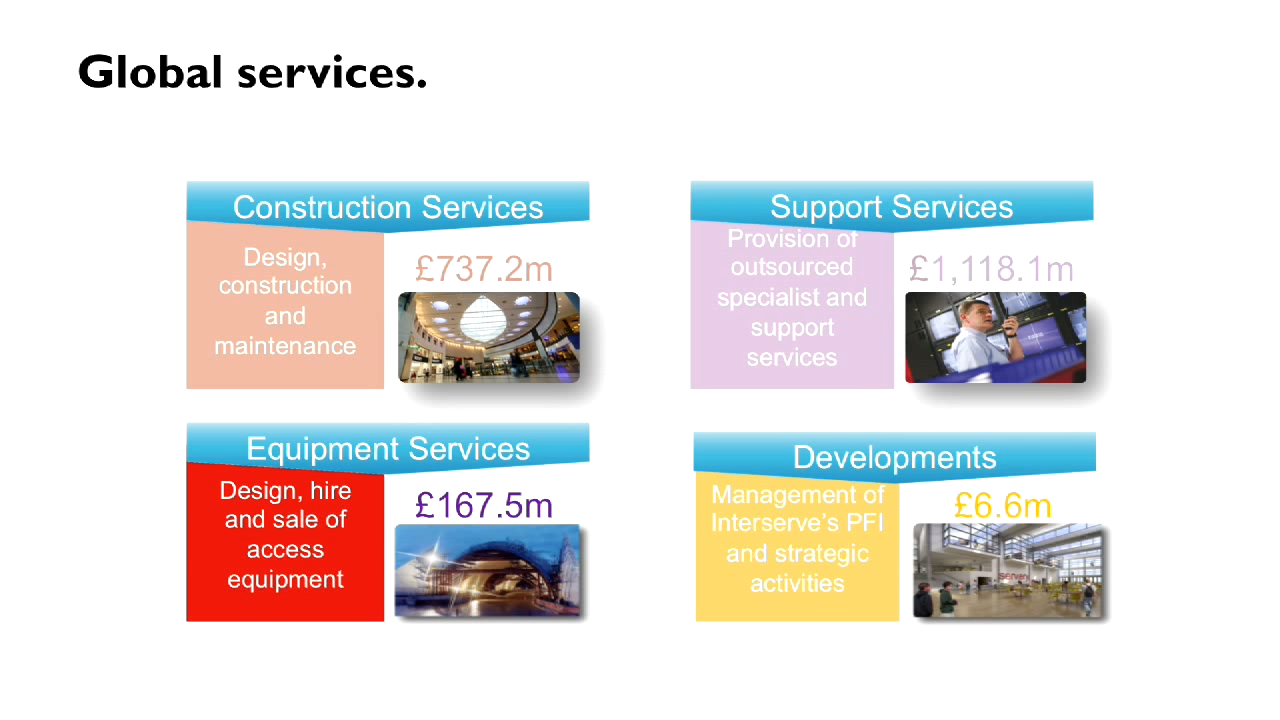 Global services.
Construction Services
Design,
construction
and
maintenance
£737.2m
Support Services
Provision of
outsourced
specialist and
support
services
£1,118.1m
Equipment Services
Design, hire
and sale of
access
equipment
£167.5m
Developments
Management of
Interserve's PFI
and strategic
activities
£6.6m